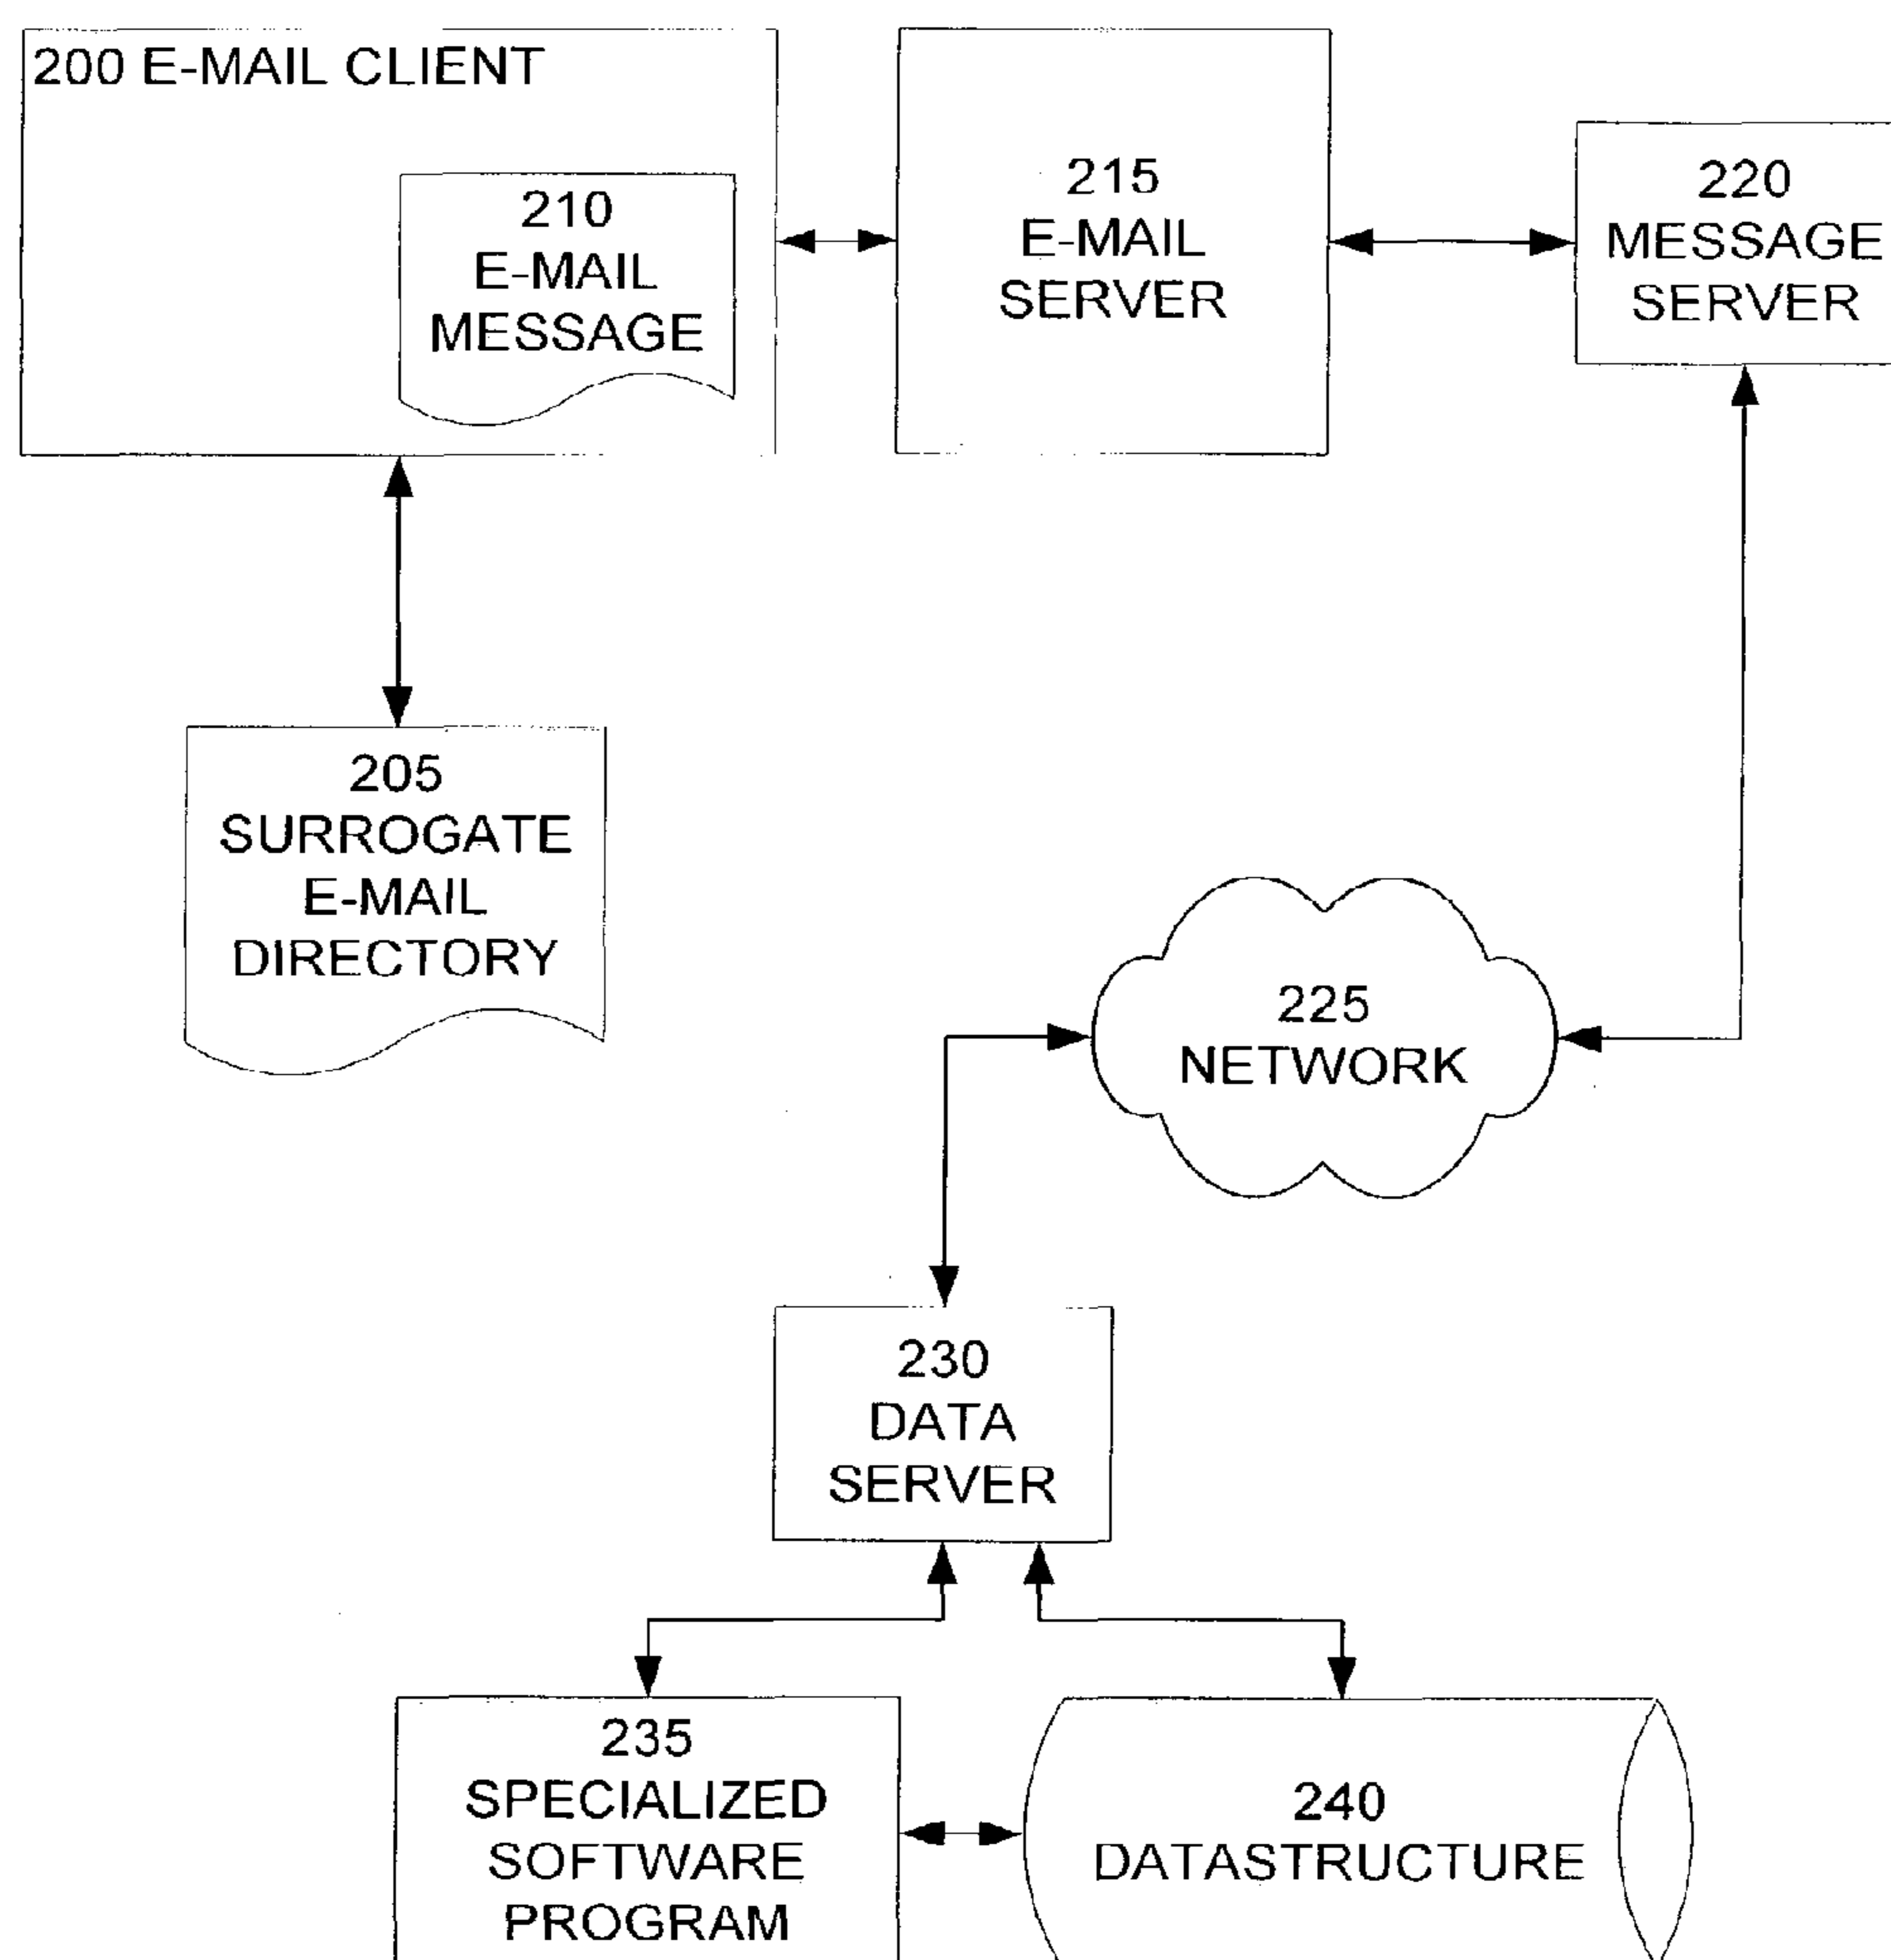 200 E-MAIL CLIENT
210
E-MAIL
MESSAGE
215
E-MAIL
SERVER
220
MESSAGE
SERVER
205
SURROGATE
E-MAIL
DIRECTORY
225
NETWORK
230
DATA
SERVER
235
SPECIALIZED
SOFTWARE
PROGRAM
240
DATASTRUCTURE